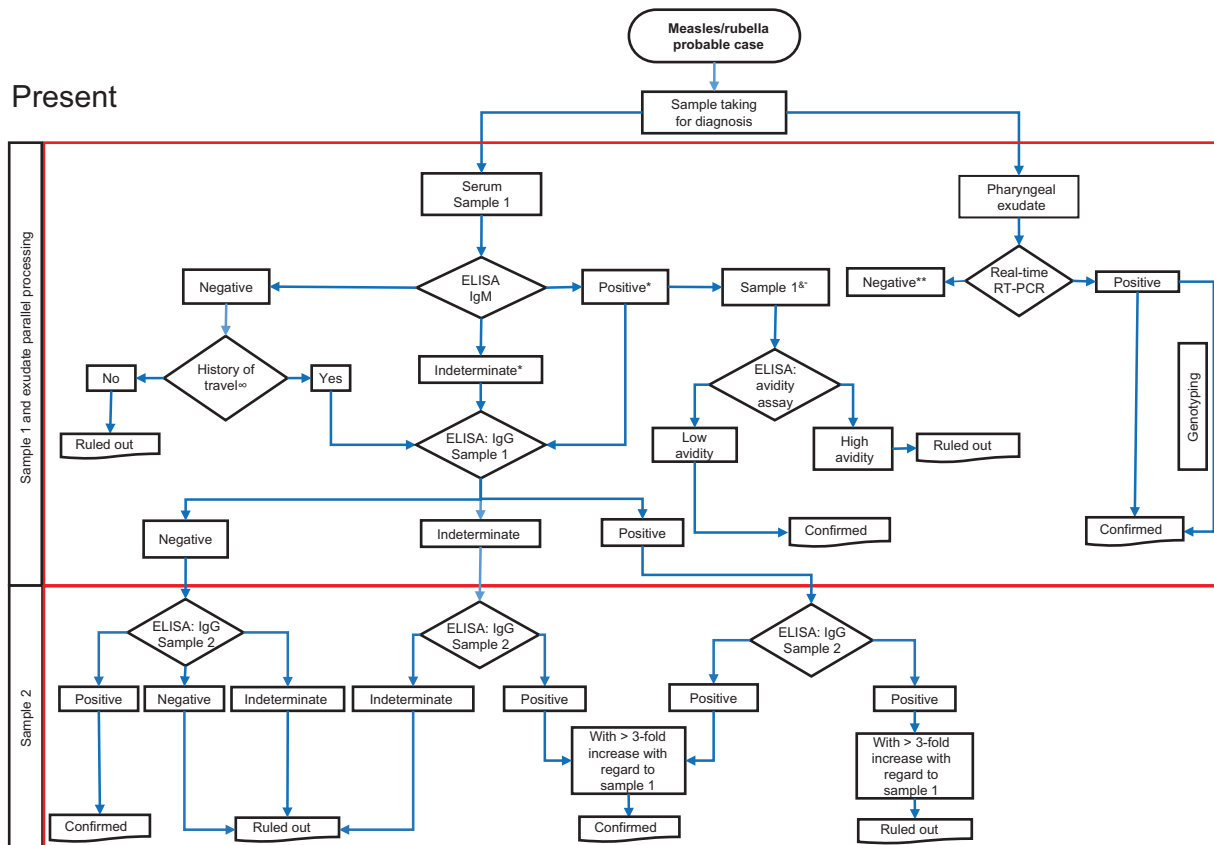 Measles/rubella
probable case
Present
Sample taking
for diagnosis
Sample 1 and exudate parallel processing
Serum
Sample 1
Pharyngeal
exudate
Negative
ELISA
IgM
Positive*
Sample 1&-
Negative**
Real-time
RT-PCR
Positive
No
History of
travel∞
Yes
Indeterminate*
ELISA:
avidity
assay
Genotyping
Ruled out
ELISA: IgG
Sample 1
Low
avidity
High
avidity
Ruled out
Negative
Indeterminate
Positive
Confirmed
Confirmed
Sample 2
ELISA: IgG
Sample 2
ELISA: IgG
Sample 2
ELISA: IgG
Sample 2
Positive
Negative
Indeterminate
Indeterminate
Positive
Positive
Positive
With > 3-fold
increase with
regard to
sample 1
With > 3-fold
increase with
regard to
sample 1
Confirmed
Ruled out
Confirmed
Ruled out